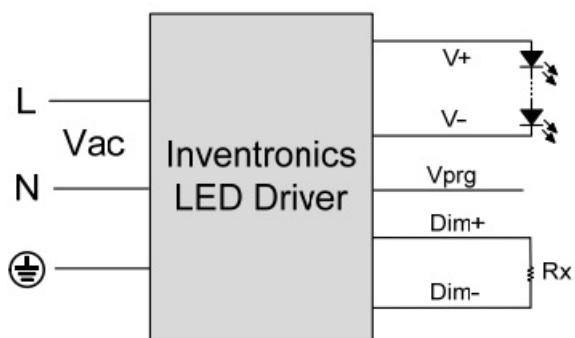 L
Vac
N
Inventronics
LED Driver
V+
V-
Vprg
Dim+
Rx
Dim-